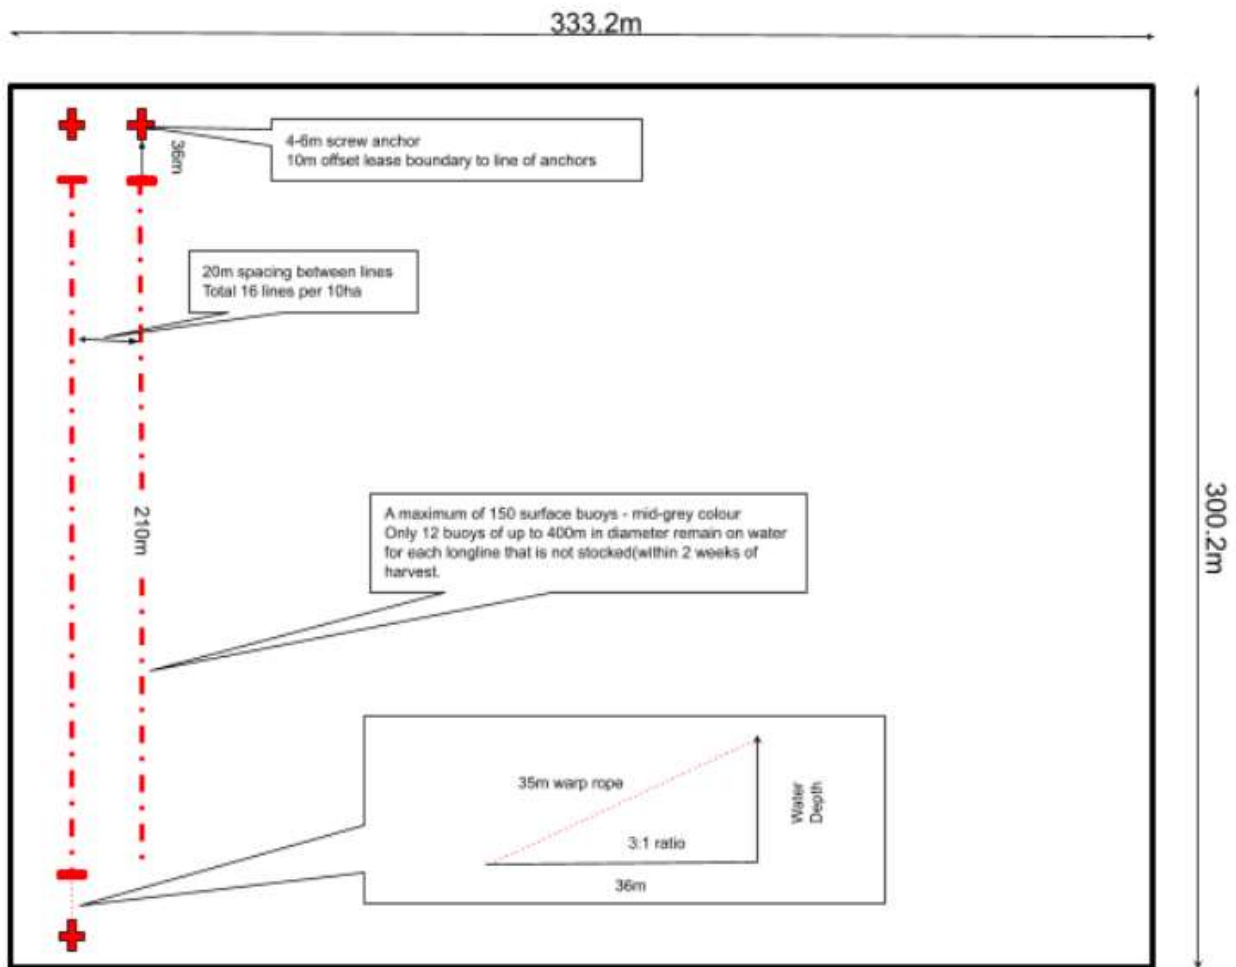 333.2m
36m
4-6m screw anchor
10m offset lease boundary to line of anchors
20m spacing between lines
Total 16 lines per 10ha
210m
A maximum of 150 surface buoys - mid-grey colour
Only 12 buoys of up to 400m in diameter remain on water
for each longline that is not stocked(within 2 weeks of
harvest.
300.2m
35m warp rope
Water
Depth
3:1 ratio
36m